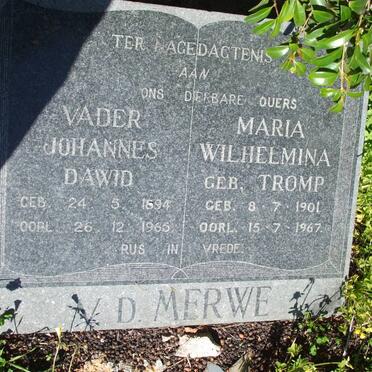 TER NAGEDAGTENIS
AAN
ONS DIERBARE OUERS
VADER
JOHANNES
DAWID
GEB. 24 5 1894
OORL. 26 12 1965
MARIA
WILHELMINA
GEB. TROMP
GEB. 8 7 1901
OORL. 15 7 1967
RUS IN VREDE
V D. MERWE